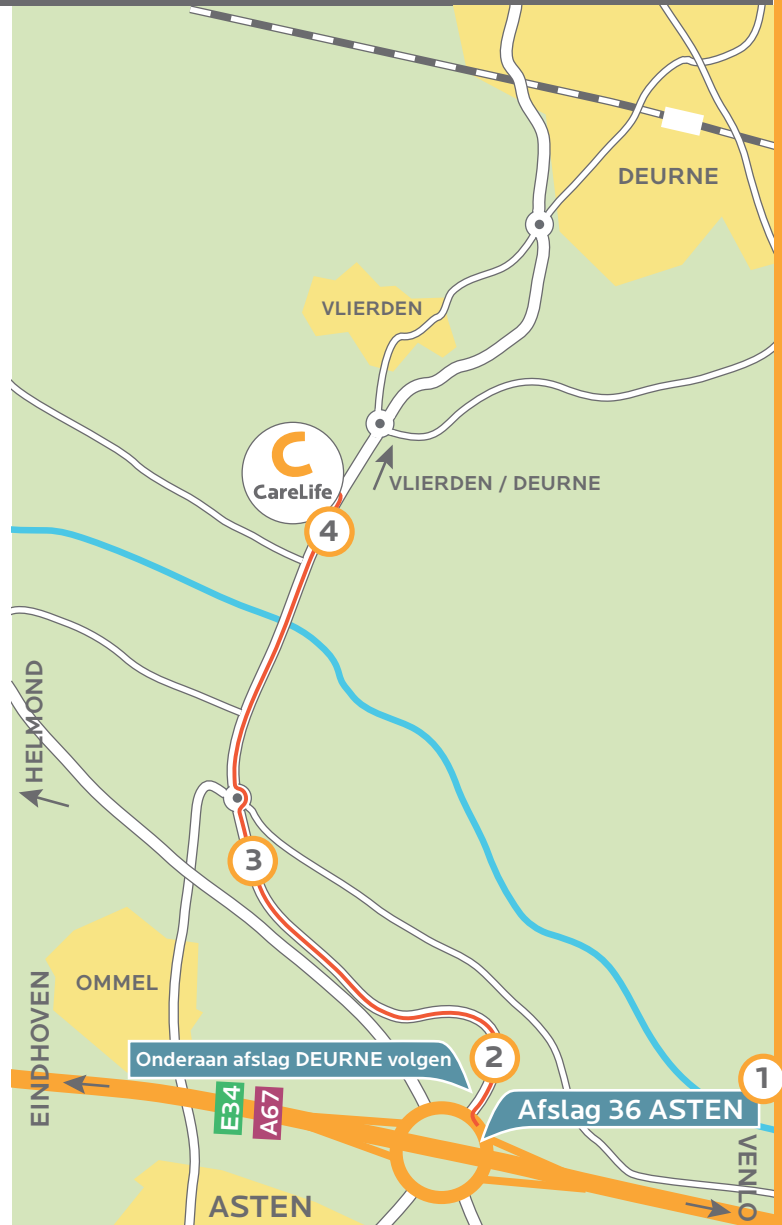 DEURNE
VLIERDEN
C
CareLife
VLIERDEN / DEURNE
4
HELMOND
3
OMMEL
EINDHOVEN
Onderaan afslag DEURNE volgen
2
1
E34
A67
Afslag 36 ASTEN
VENLO
ASTEN